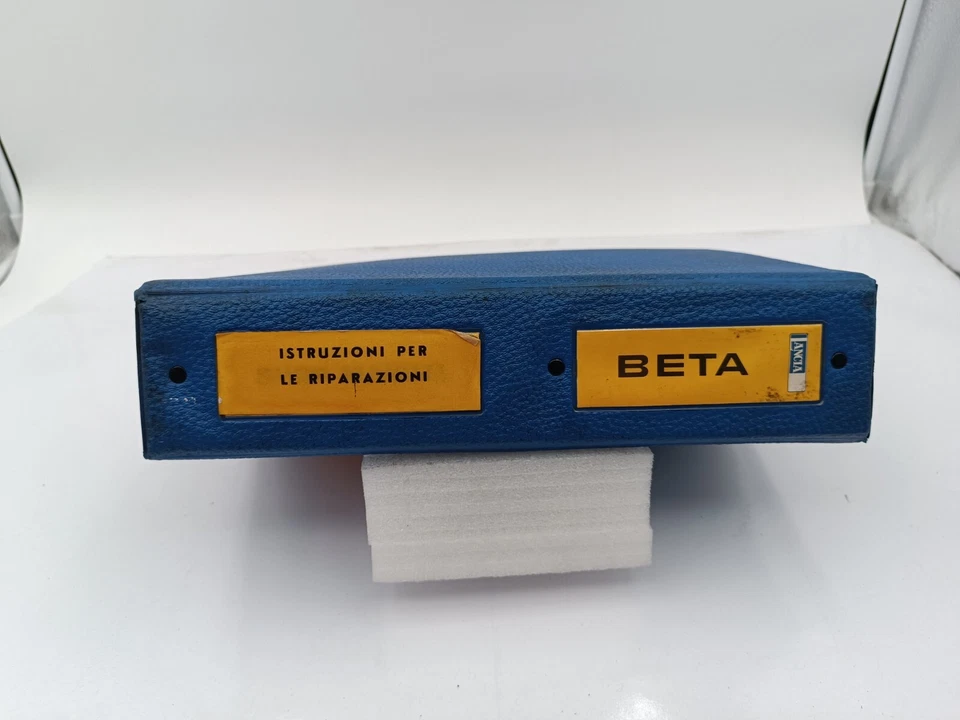 ISTRUZIONI PER
LE RIPARAZIONI
BETA
LANCIA